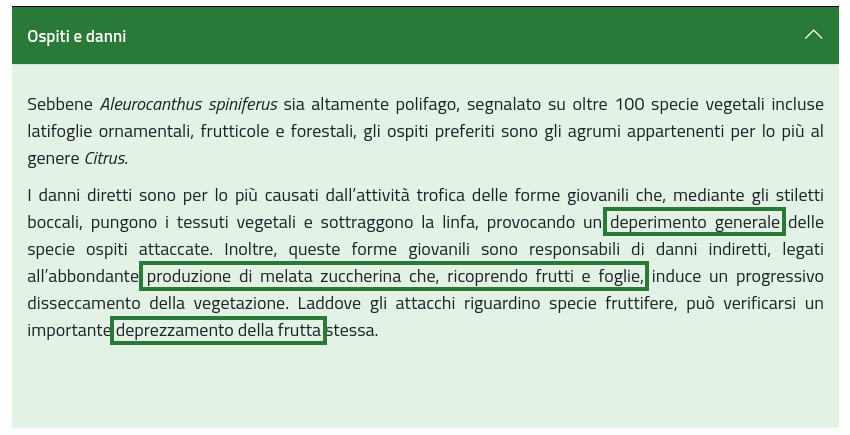 Ospiti e danni
Sebbene Aleurocanthus spiniferus sia altamente polifago, segnalato su oltre 100 specie vegetali incluse
latifoglie ornamentali, frutticole e forestali, gli ospiti preferiti sono gli agrumi appartenenti per lo più al
genere Citrus.
I danni diretti sono per lo più causati dall’attività trofica delle forme giovanili che, mediante gli stiletti
boccali, pungono i tessuti vegetali e sottraggono la linfa, provocando un deperimento generale delle
specie ospiti attaccate. Inoltre, queste forme giovanili sono responsabili di danni indiretti, legati
all’abbondante produzione di melata zuccherina che, ricoprendo frutti e foglie, induce un progressivo
disseccamento della vegetazione. Laddove gli attacchi riguardino specie fruttifere, può verificarsi un
importante deprezzamento della frutta stessa.